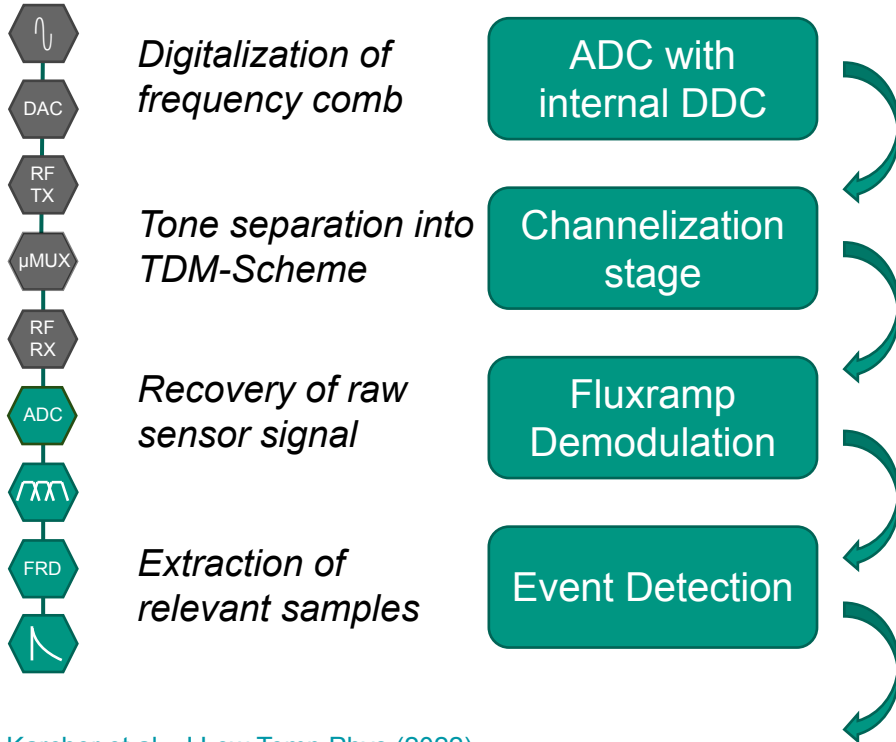 DAC
RF
TX
µMUX
RF
RX
ADC
FRD
Digitalization of
frequency comb
ADC with
internal DDC
Tone separation into
TDM-Scheme
Channelization
stage
Recovery of raw
sensor signal
Fluxramp
Demodulation
Extraction of
relevant samples
Event Detection